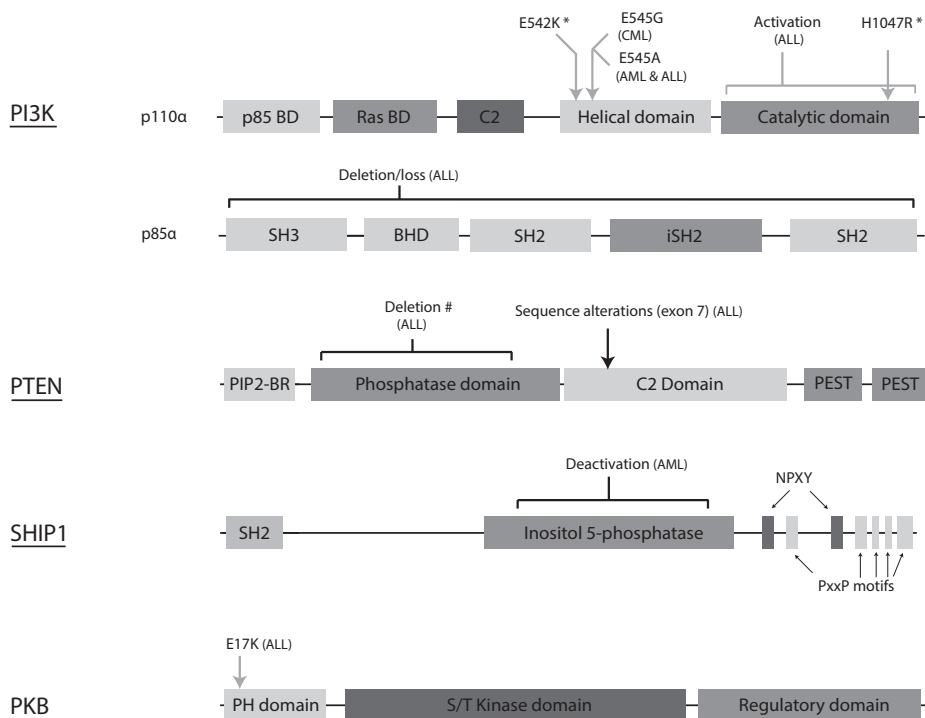 E542K *
E545G
(CML)
E545A
(AML & ALL)
Activation
(ALL)
H1047R *
PI3K
p110α
p85 BD
Ras BD
C2
Helical domain
Catalytic domain
Deletion/loss (ALL)
p85α
SH3
BHD
SH2
iSH2
SH2
Deletion #
(ALL)
Sequence alterations (exon 7) (ALL)
PTEN
PIP2-BR
Phosphatase domain
C2 Domain
PEST
PEST
Deactivation (AML)
NPXY
SHIP1
SH2
Inositol 5-phosphatase
PxxP motifs
E17K (ALL)
PKB
PH domain
S/T Kinase domain
Regulatory domain